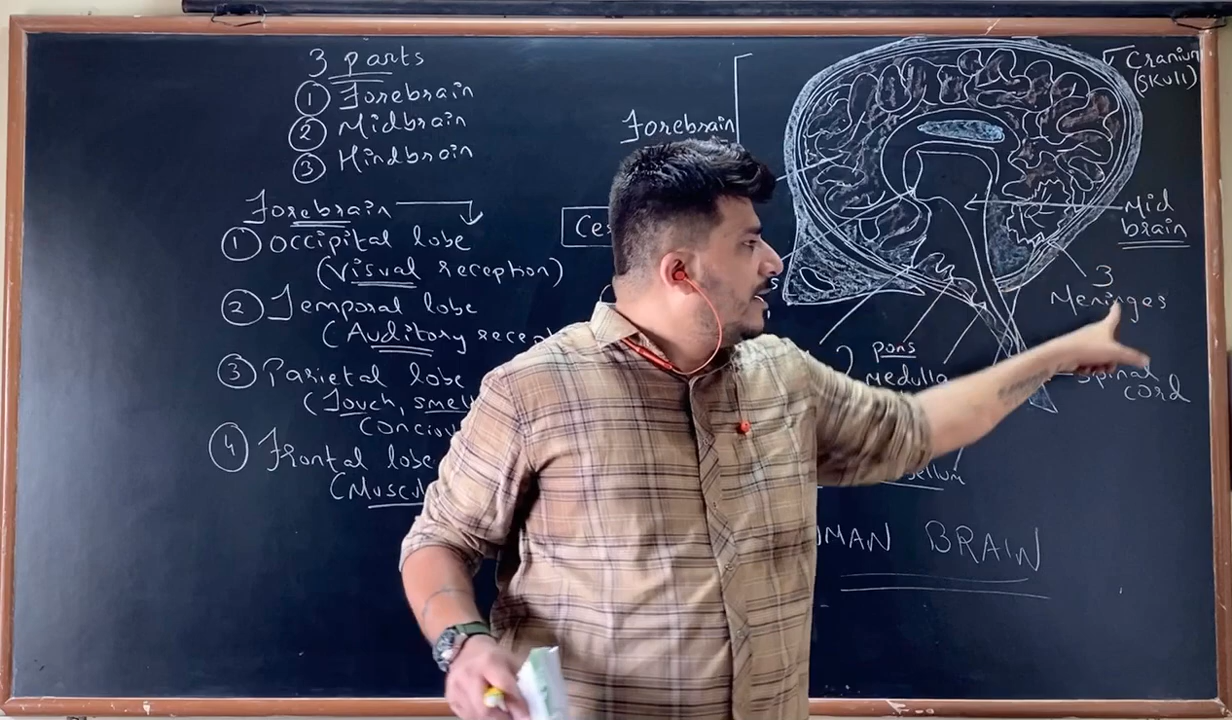 3 parts
① Forebrain
② Midbrain
③ Hindbrain
Forebrain
① Occipital lobe
(Visual reception)
② Temporal lobe
(Auditory
③ Parietal lobe
(Touch,
④ Frontal lobe
Forebrain
Cranium
(Skull)
Mid
brain
3
Meninges
Spinal
cord
pons
Medulla
BRAIN